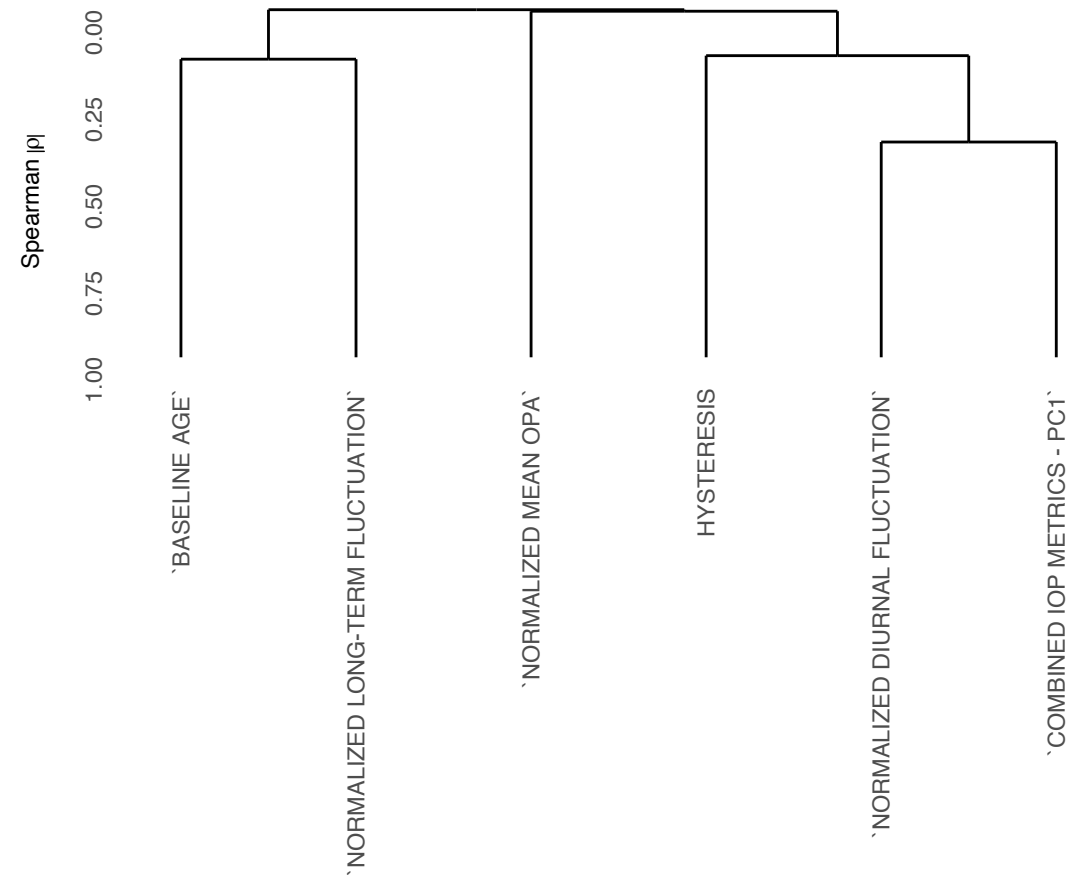 Spearman |ρ|
0.00
0.25
0.50
0.75
1.00
`BASELINE AGE`
`NORMALIZED LONG-TERM FLUCTUATION`
`NORMALIZED MEAN OPA`
HYSTERESIS
`NORMALIZED DIURNAL FLUCTUATION`
`COMBINED IOP METRICS - PC1`